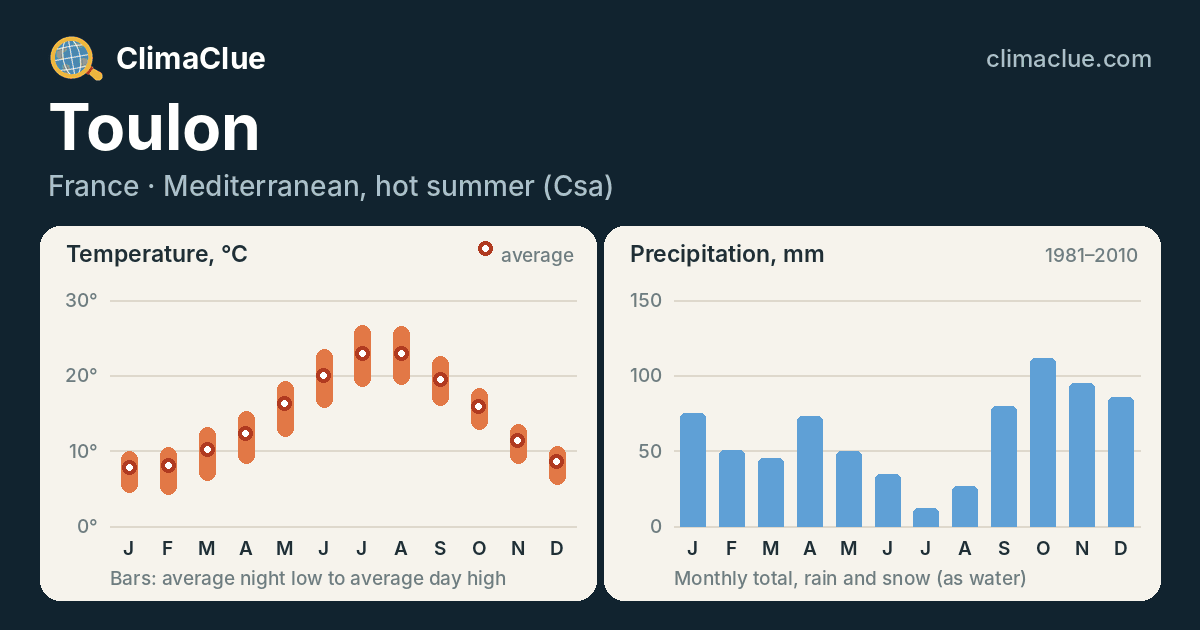 ClimaClue
climaclue.com
Toulon
France · Mediterranean, hot summer (Csa)
Temperature, °C
average
30°
20°
10°
0°
J F M A M J J A S O N D
Bars: average night low to average day high
Precipitation, mm
1981–2010
150
100
50
0
J F M A M J J A S O N D
Monthly total, rain and snow (as water)